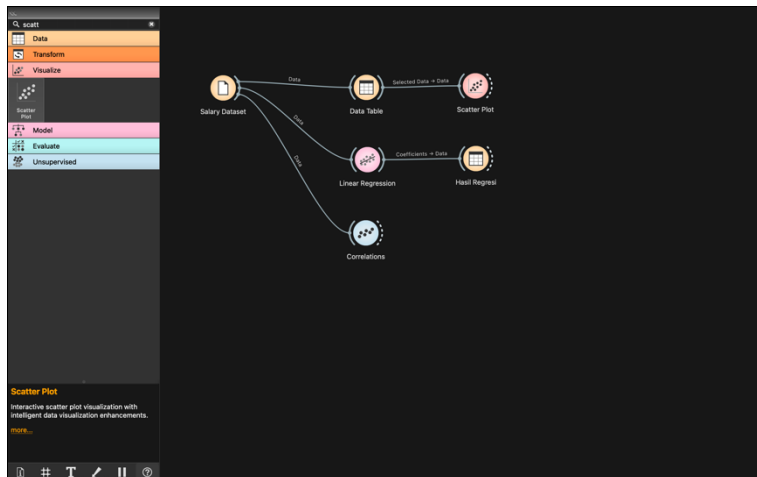 scatt
Data
Transform
Visualize
Scatter
Plot
Model
Evaluate
Unsupervised
Scatter Plot
Interactive scatter plot visualization with
intelligent data visualization enhancements.
more...
T
?
Data
Salary Dataset
Data Table
Selected Data → Data
Scatter Plot
Data
Linear Regression
Coefficients → Data
Hasil Regresi
Data
Correlations